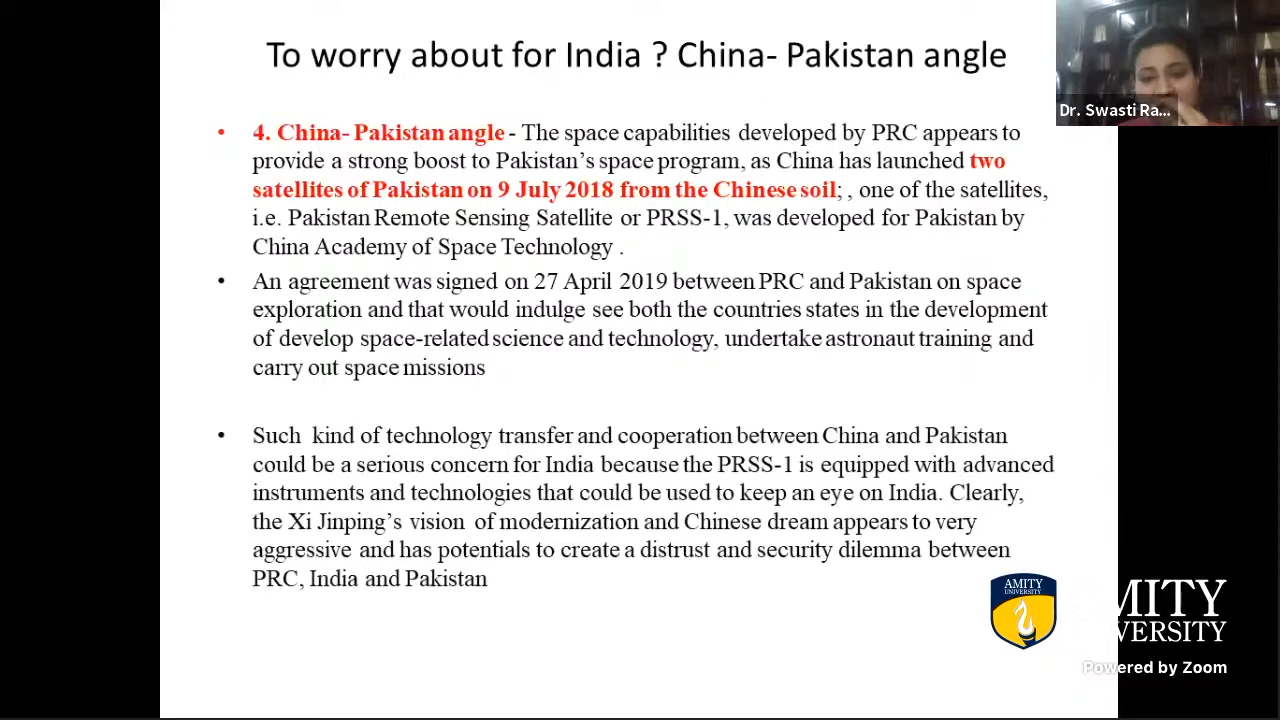 To worry about for India ? China- Pakistan angle
Dr. Swasti Ra...
• 4. China- Pakistan angle - The space capabilities developed by PRC appears to
provide a strong boost to Pakistan's space program, as China has launched two
satellites of Pakistan on 9 July 2018 from the Chinese soil; , one of the satellites,
i.e. Pakistan Remote Sensing Satellite or PRSS-1, was developed for Pakistan by
China Academy of Space Technology .
• An agreement was signed on 27 April 2019 between PRC and Pakistan on space
exploration and that would indulge see both the countries states in the development
of develop space-related science and technology, undertake astronaut training and
carry out space missions
• Such kind of technology transfer and cooperation between China and Pakistan
could be a serious concern for India because the PRSS-1 is equipped with advanced
instruments and technologies that could be used to keep an eye on India. Clearly,
the Xi Jinping's vision of modernization and Chinese dream appears to very
aggressive and has potentials to create a distrust and security dilemma between
PRC, India and Pakistan
AMITY
UNIVERSITY
MITY
VERSITY
Powered by Zoom